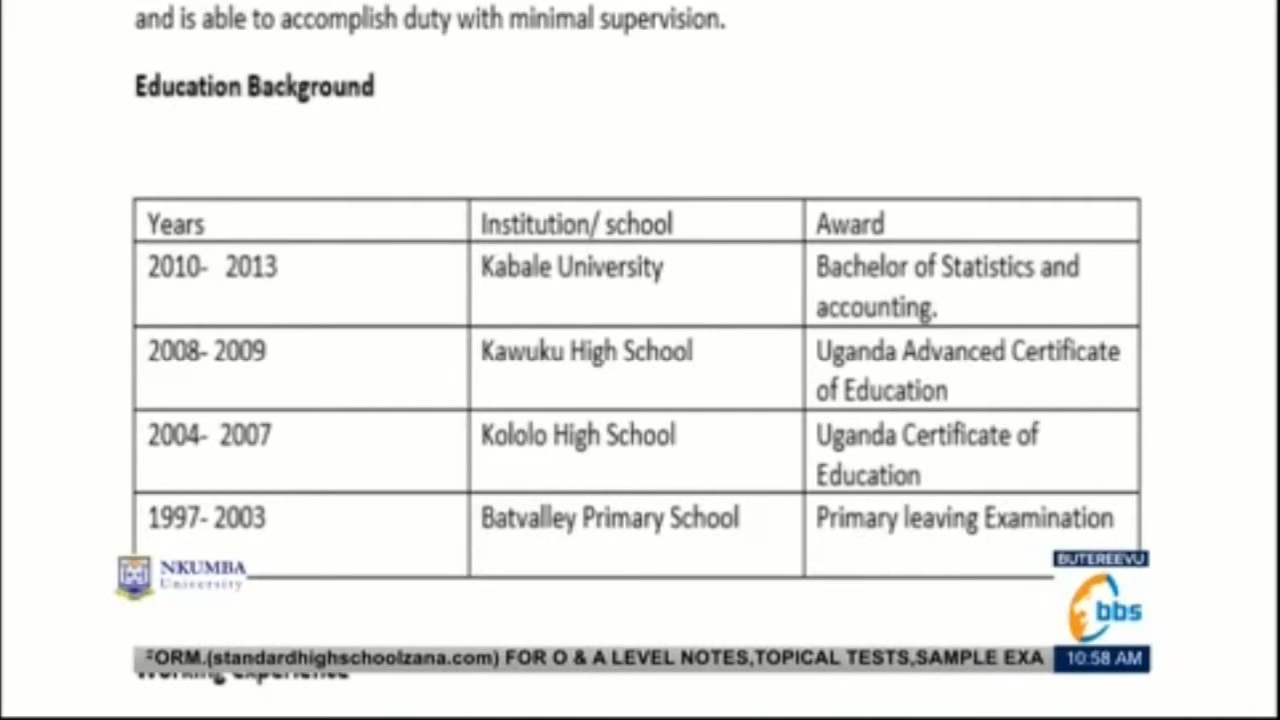 and is able to accomplish duty with minimal supervision.
Education Background
Years Institution/ school Award
2010- 2013 Kabale University Bachelor of Statistics and
accounting.
2008- 2009 Kawuku High School Uganda Advanced Certificate
of Education
2004- 2007 Kololo High School Uganda Certificate of
Education
1997- 2003 Batvalley Primary School Primary leaving Examination
NKUMBA
University
BUTEREEVU
bbs
ORM.(standardhighschoolzana.com) FOR O & A LEVEL NOTES,TOPICAL TESTS,SAMPLE EXA 10:58 AM
Working experience